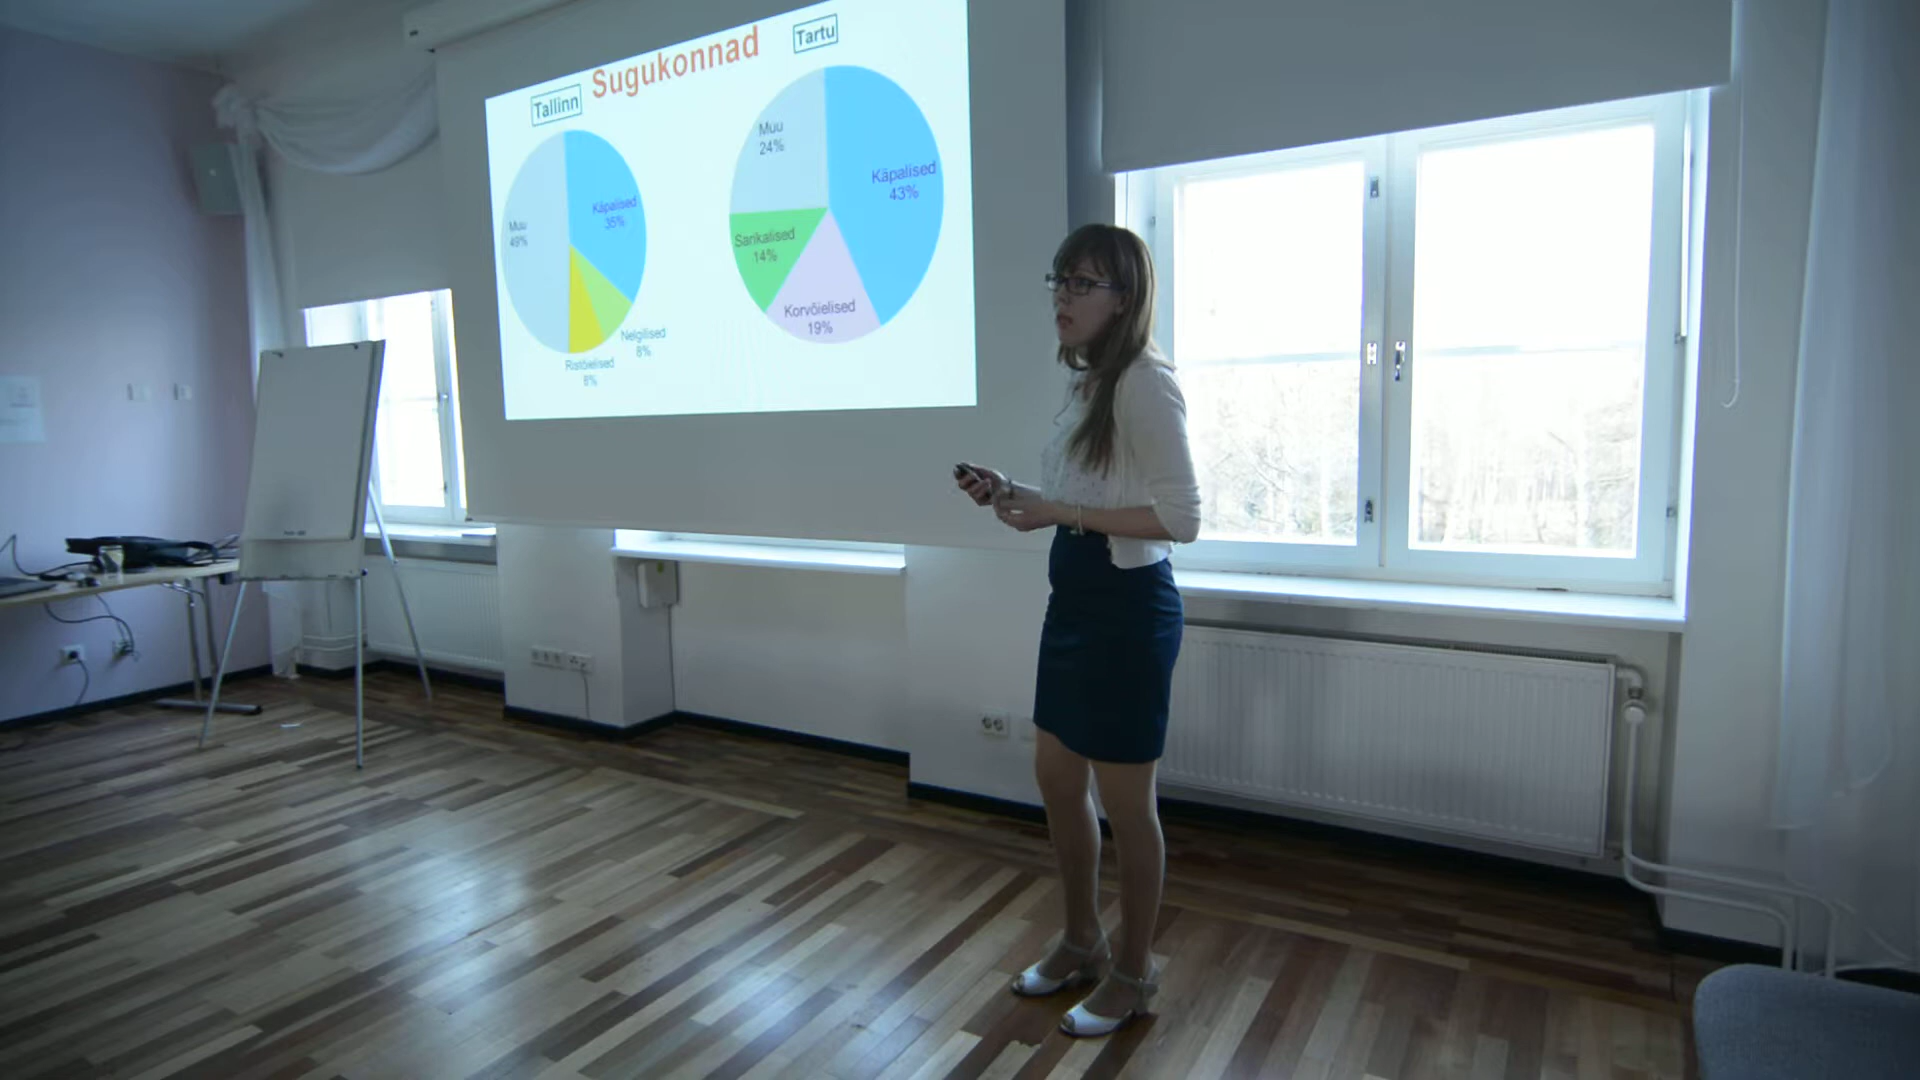 Sugukonnad
Tallinn
Muu
49%
Käpalised
35%
Nelgilised
8%
Ristõielised
8%
Tartu
Muu
24%
Käpalised
43%
Sarikalised
14%
Korvõielised
19%